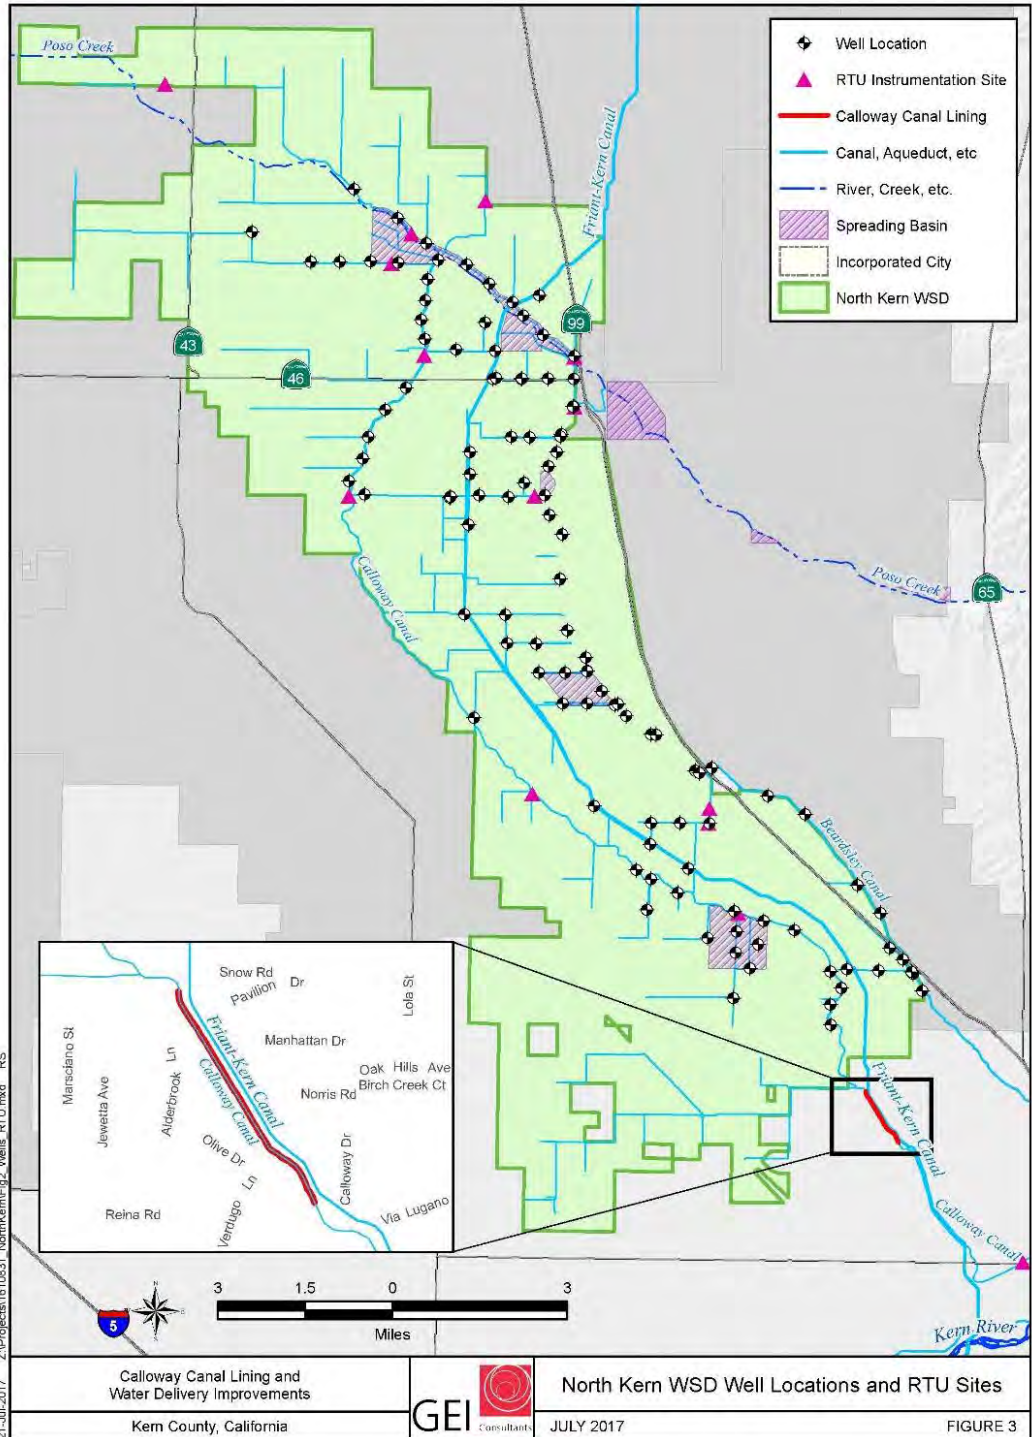 Poso Creek
Friant-Kern Canal
Well Location
RTU Instrumentation Site
Calloway Canal Lining
Canal, Aqueduct, etc
River, Creek, etc.
Spreading Basin
Incorporated City
North Kern WSD
99
43
46
Calloway Canal
Poso Creek
65
Beardsley Canal
Snow Rd
Pavilion Dr
Lola St
Marsciano St
Jewetta Ave
Alderbrook Ln
Friant-Kern Canal
Calloway Canal
Manhattan Dr
Oak Hills Ave
Birch Creek Ct
Norris Rd
Olive Dr
Calloway Dr
Verdugo Ln
Reina Rd
Via Lugano
Friant-Kern Canal
Calloway Canal
Kern River
5
N
3 1.5 0 3
Miles
21-Jul-2017
RS
Calloway Canal Lining and
Water Delivery Improvements
Kern County, California
GEI Consultants
North Kern WSD Well Locations and RTU Sites
JULY 2017
FIGURE 3